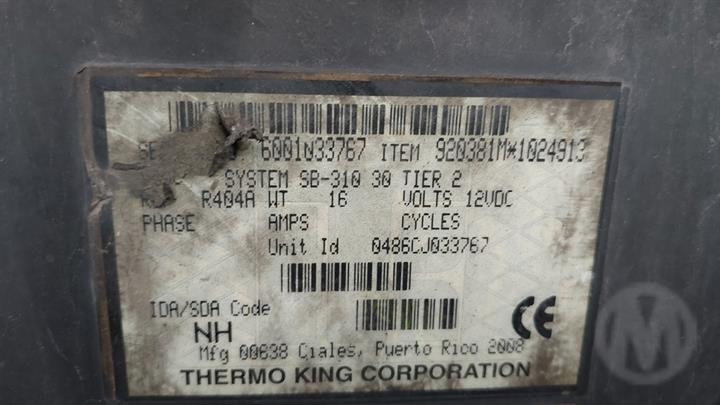 6001N33767 ITEM 920381M*1024913
SYSTEM SB-310 30 TIER 2
R404A WT 16 VOLTS 12VDC
PHASE AMPS CYCLES
Unit Id 0486CJ033767
IDA/SDA Code
NH
CE
Mfg 00638 Ciales, Puerto Rico 2008
THERMO KING CORPORATION
M